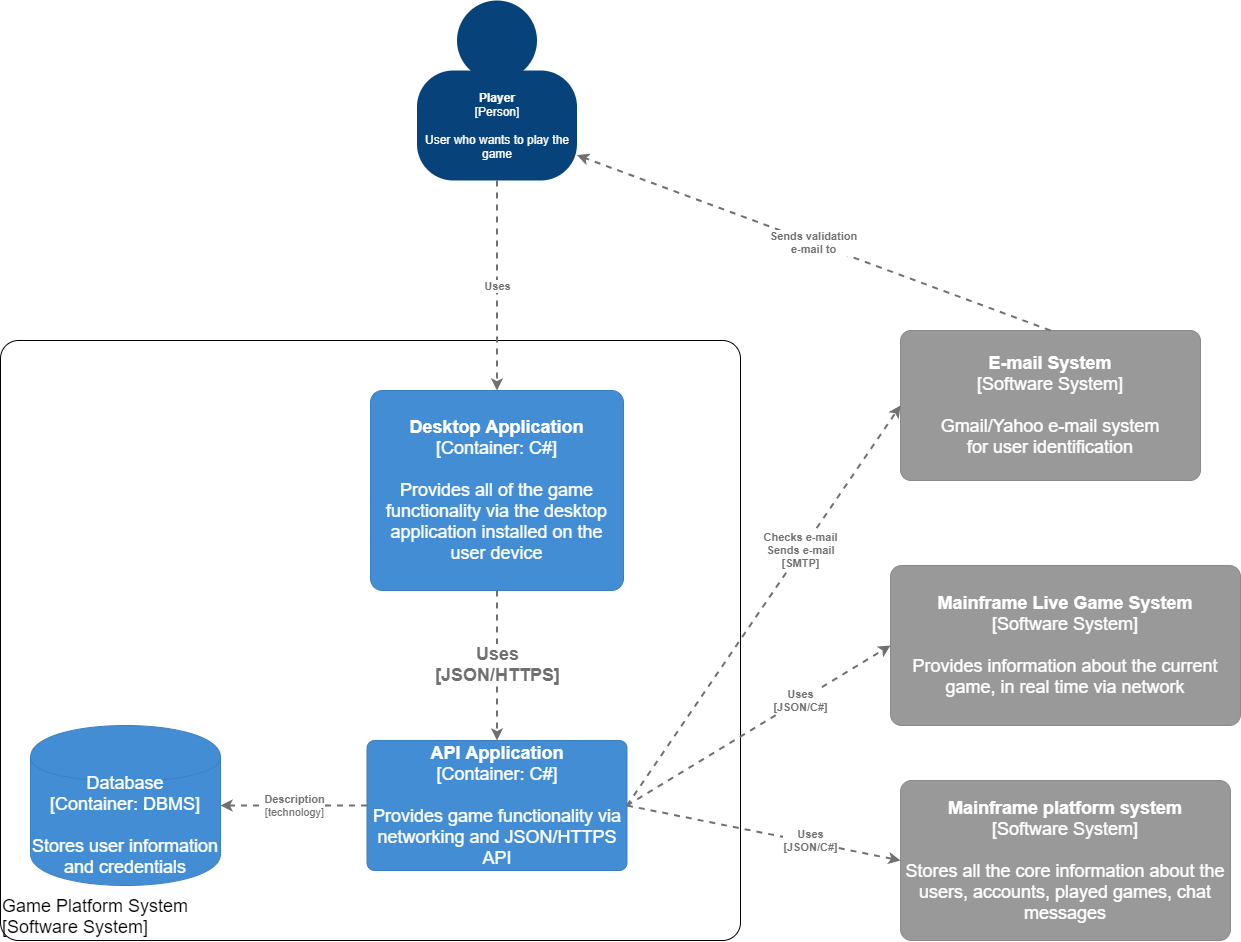 Player
[Person]
User who wants to play the
game
Sends validation
e-mail to
Uses
E-mail System
[Software System]
Gmail/Yahoo e-mail system
for user identification
Desktop Application
[Container: C#]
Provides all of the game
functionality via the desktop
application installed on the
user device
Checks e-mail
Sends e-mail
[SMTP]
Mainframe Live Game System
[Software System]
Provides information about the current
game, in real time via network
Uses
[JSON/HTTPS]
Uses
[JSON/C#]
API Application
[Container: C#]
Provides game functionality via
networking and JSON/HTTPS
API
Description
[technology]
Database
[Container: DBMS]
Stores user information
and credentials
Uses
[JSON/C#]
Mainframe platform system
[Software System]
Stores all the core information about the
users, accounts, played games, chat
messages
Game Platform System
[Software System]